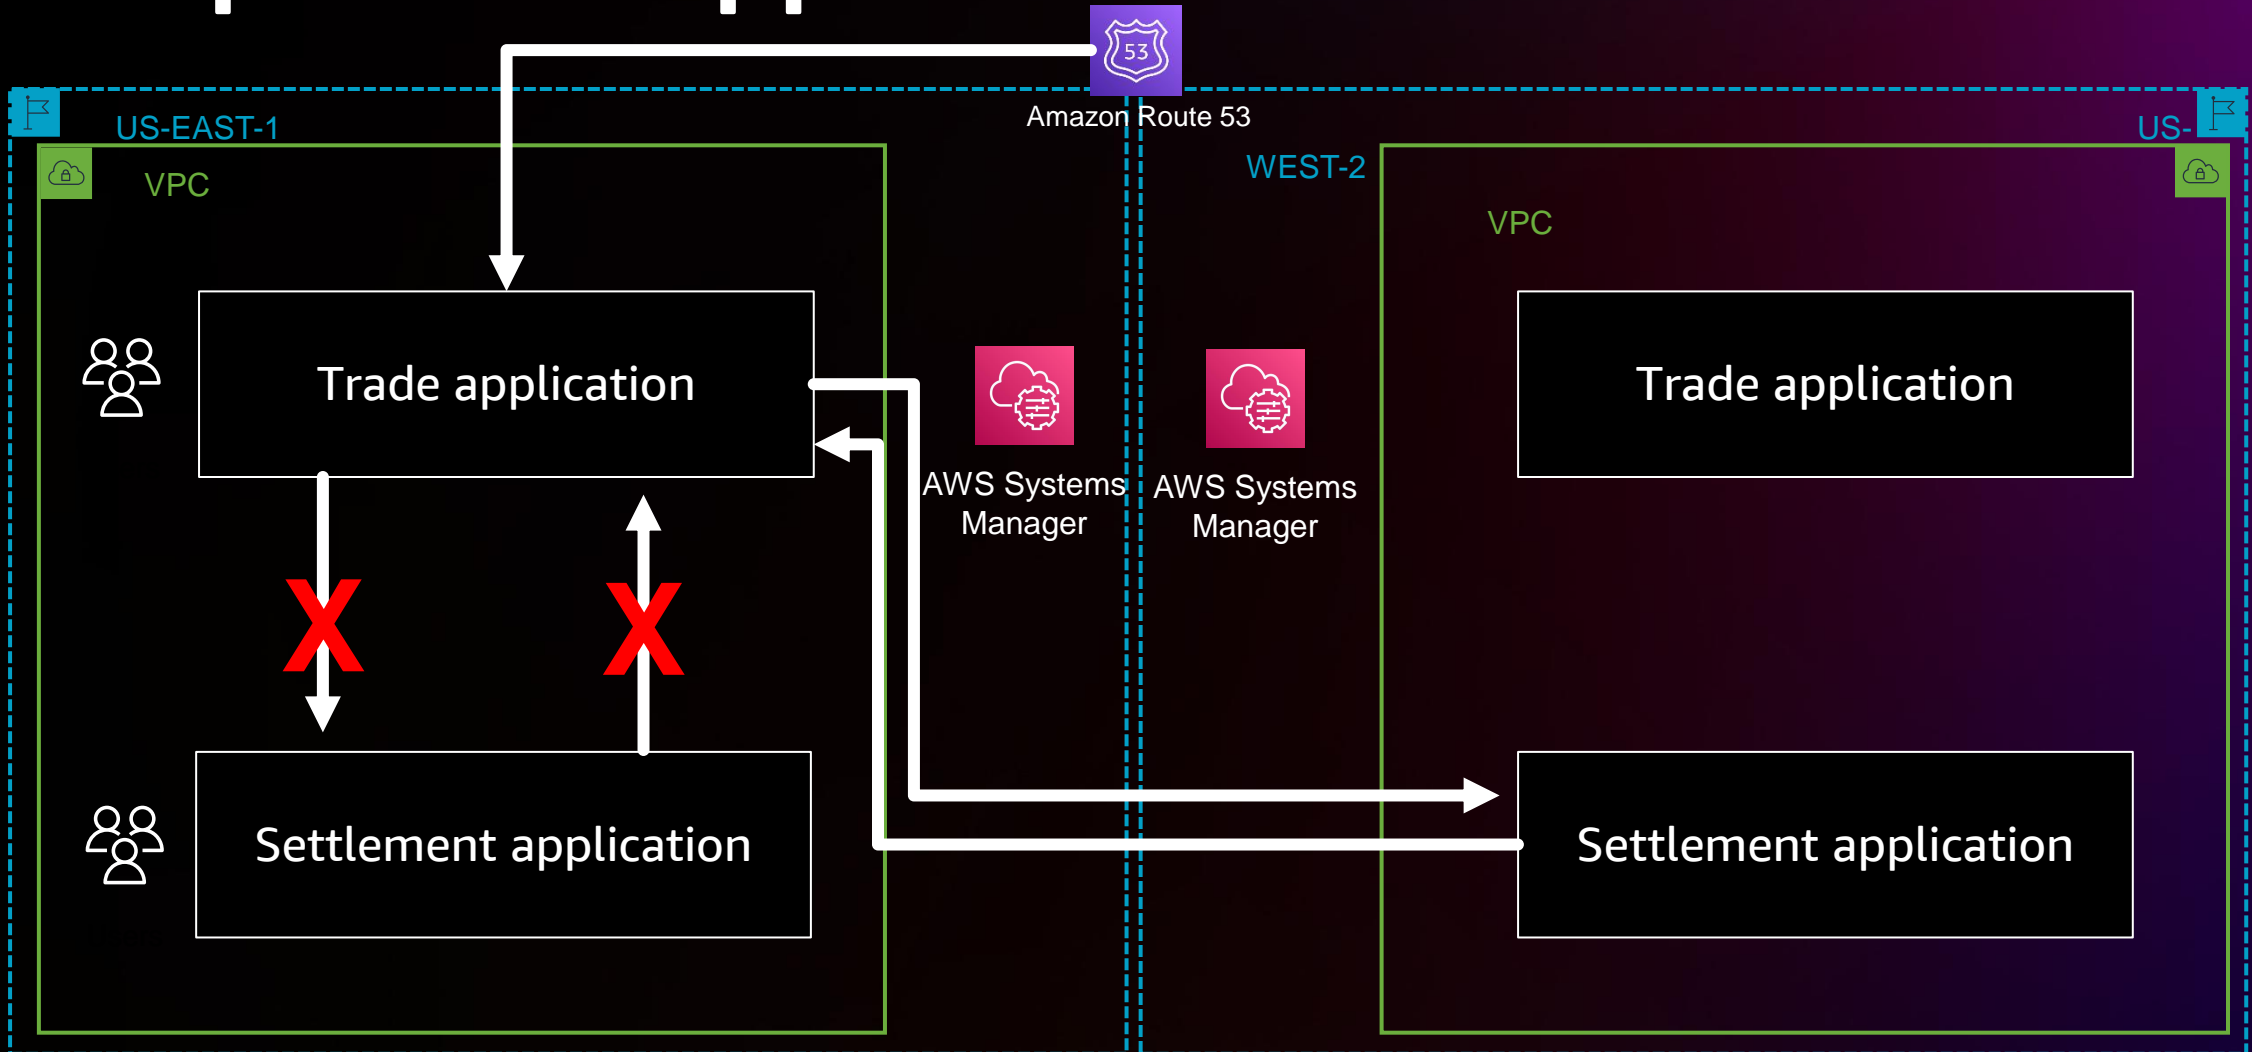 53
Amazon Route 53
US-EAST-1
US-
WEST-2
VPC
VPC
Trade application
Trade application
AWS Systems
Manager
AWS Systems
Manager
X
X
Settlement application
Settlement application